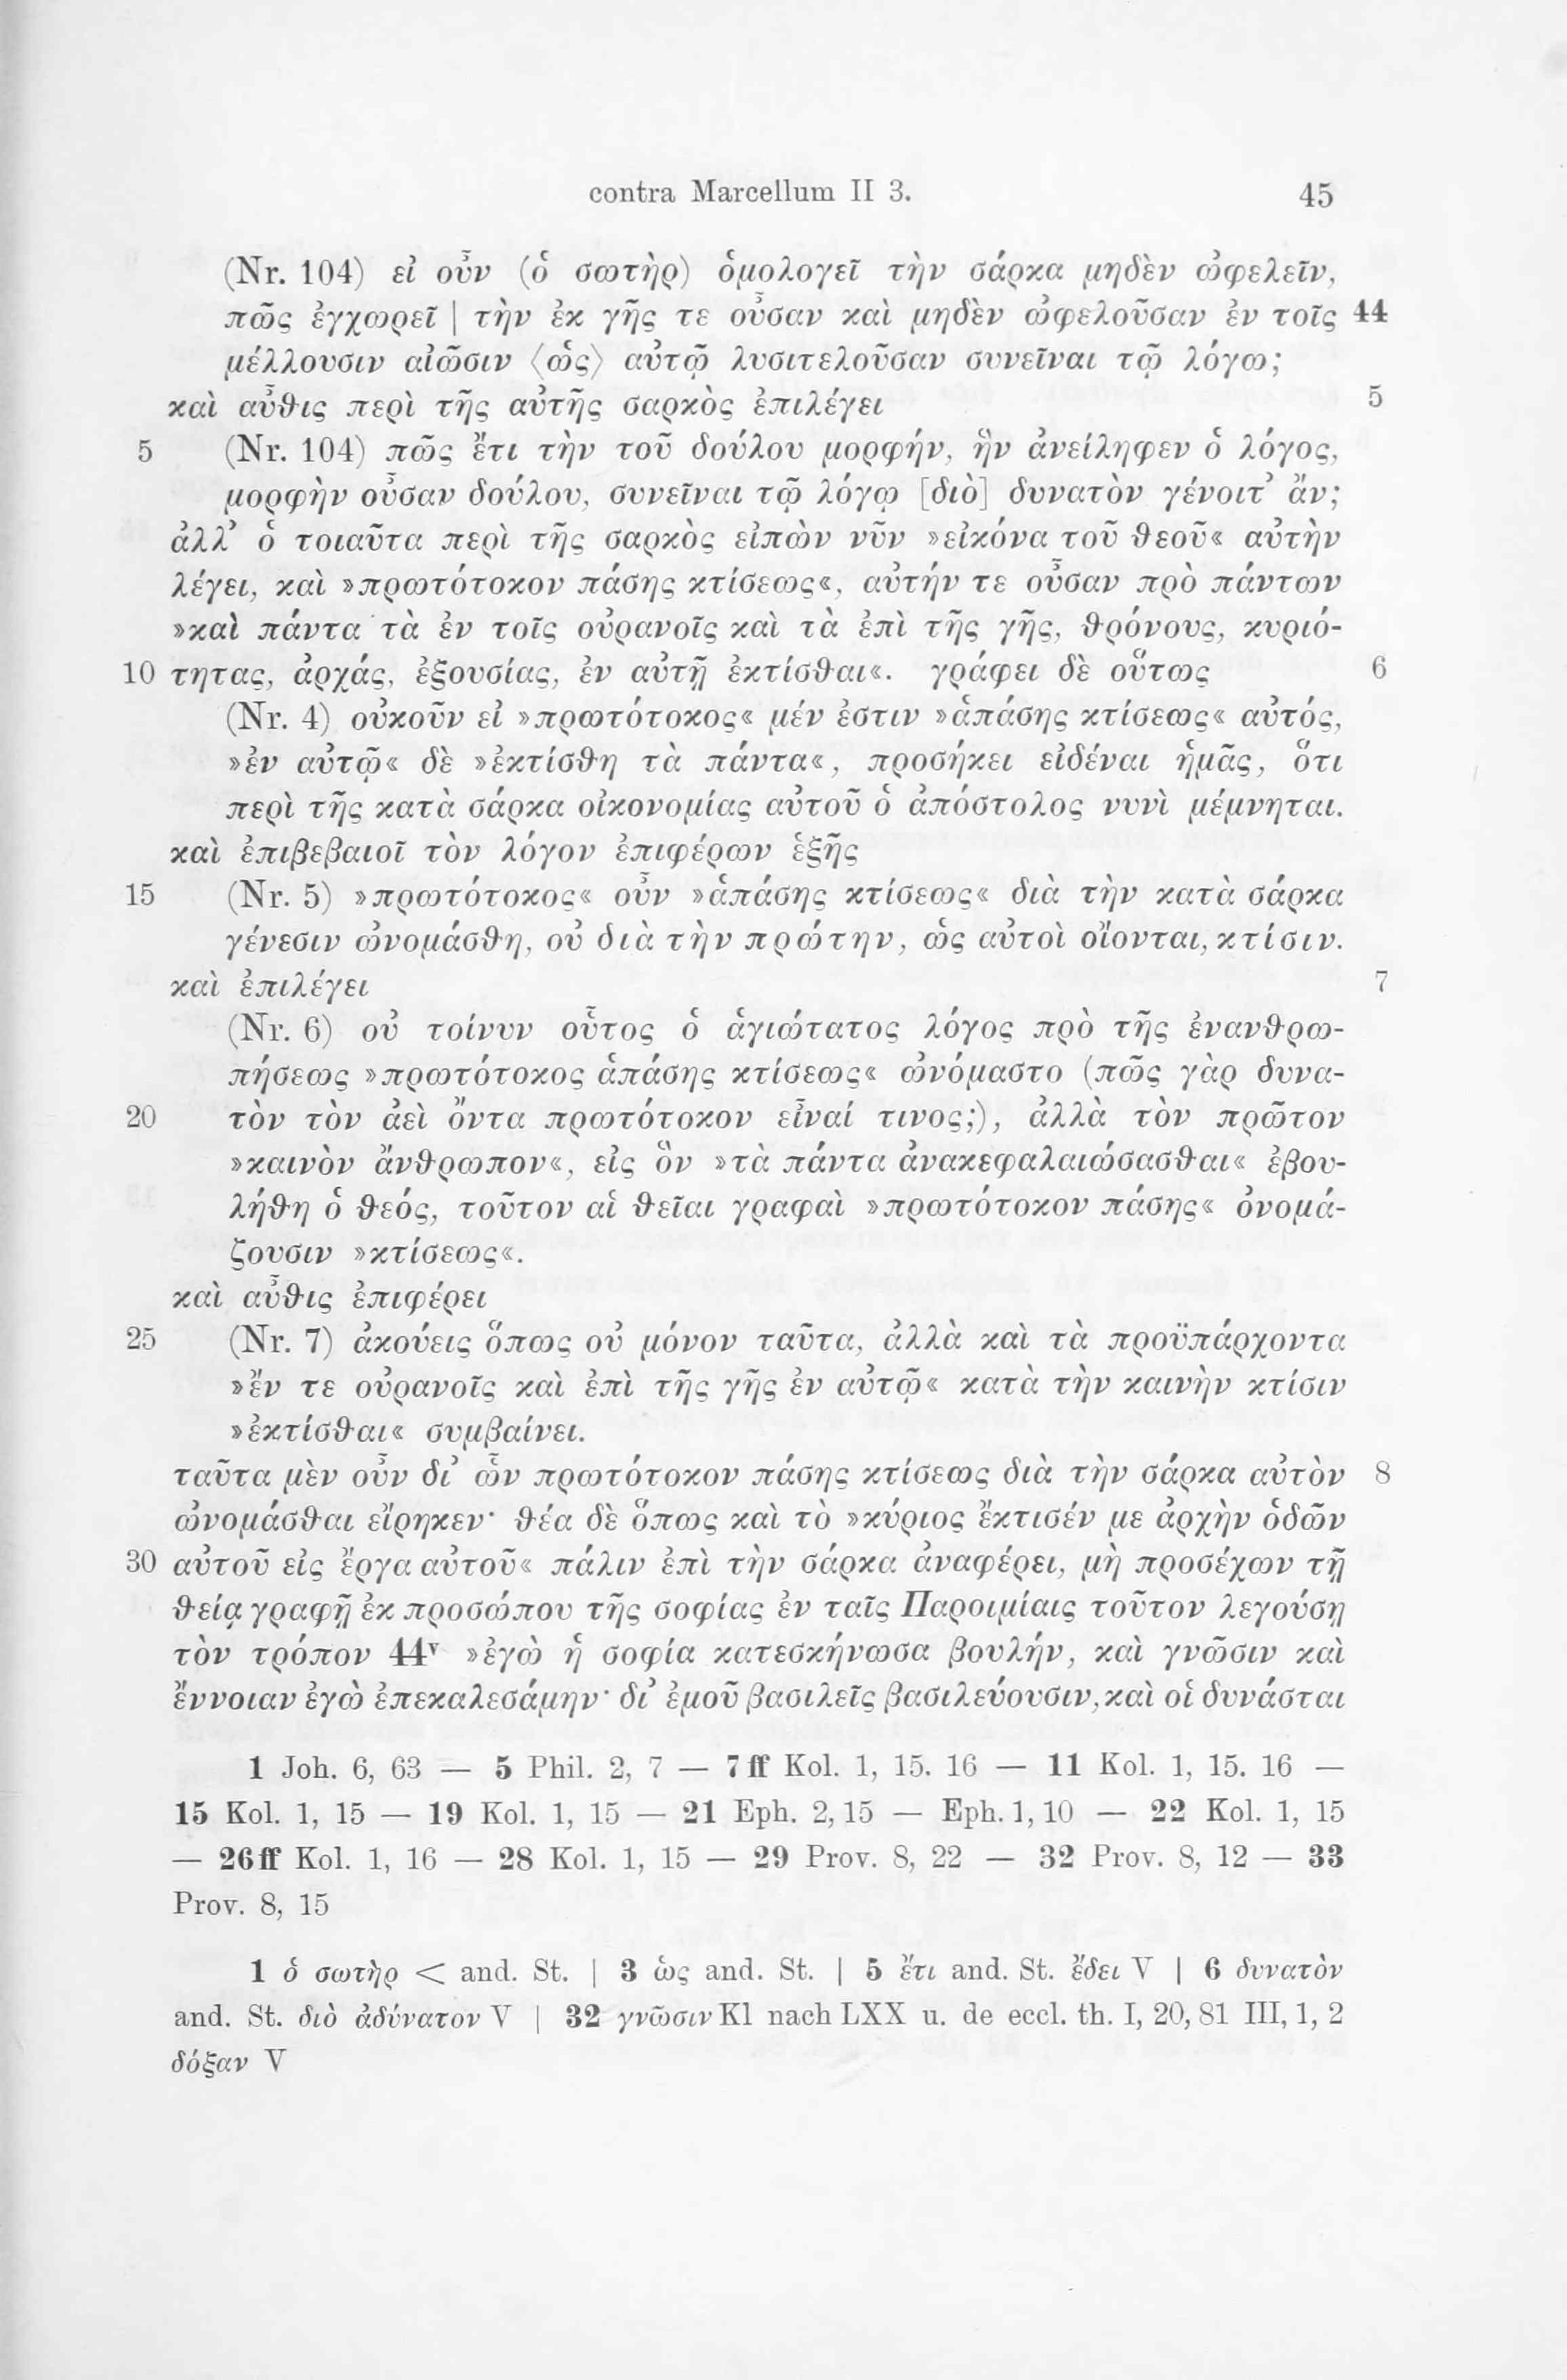 contra Marcellum II 3. 45
(Nr. 104) εἰ οὖν (ὁ σωτὴρ) ὁμολογεῖ τὴν σάρκα μηδὲν ὠφελεῖν,
πῶς ἐγχωρεῖ | τὴν ἐκ γῆς τε οὖσαν καὶ μηδὲν ὠφελοῦσαν ἐν τοῖς 44
μέλλουσιν αἰῶσιν ⟨ὡς⟩ αὐτῷ λυσιτελοῦσαν συνεῖναι τῷ λόγῳ;
καὶ αὖθις περὶ τῆς αὐτῆς σαρκὸς ἐπιλέγει 5
5 (Nr. 104) πῶς ἔτι τὴν τοῦ δούλου μορφήν, ἣν ἀνείληφεν ὁ λόγος,
μορφὴν οὖσαν δούλου, συνεῖναι τῷ λόγῳ [διὸ] δυνατὸν γένοιτ᾽ ἄν;
ἀλλ᾽ ὁ τοιαῦτα περὶ τῆς σαρκὸς εἰπὼν νῦν »εἰκόνα τοῦ θεοῦ« αὐτὴν
λέγει, καὶ »πρωτότοκον πάσης κτίσεως«, αὐτήν τε οὖσαν πρὸ πάντων
»καὶ πάντα τὰ ἐν τοῖς οὐρανοῖς καὶ τὰ ἐπὶ τῆς γῆς, θρόνους, κυριό-
10 τητας, ἀρχάς, ἐξουσίας, ἐν αὐτῇ ἐκτίσθαι«. γράφει δὲ οὕτως 6
(Nr. 4) οὐκοῦν εἰ »πρωτότοκος« μέν ἐστιν »ἁπάσης κτίσεως« αὐτός,
»ἐν αὐτῷ« δὲ »ἐκτίσθη τὰ πάντα«, προσήκει εἰδέναι ἡμᾶς, ὅτι
περὶ τῆς κατὰ σάρκα οἰκονομίας αὐτοῦ ὁ ἀπόστολος νυνὶ μέμνηται.
καὶ ἐπιβεβαιοῖ τὸν λόγον ἐπιφέρων ἑξῆς
15 (Nr. 5) »πρωτότοκος« οὖν »ἁπάσης κτίσεως« διὰ τὴν κατὰ σάρκα
γένεσιν ὠνομάσθη, οὐ διὰ τὴν πρώτην, ὡς αὐτοὶ οἴονται, κτίσιν.
καὶ ἐπιλέγει 7
(Nr. 6) οὐ τοίνυν οὗτος ὁ ἁγιώτατος λόγος πρὸ τῆς ἐνανθρω-
πήσεως »πρωτότοκος ἁπάσης κτίσεως« ὠνόμαστο (πῶς γὰρ δυνα-
20 τὸν τὸν ἀεὶ ὄντα πρωτότοκον εἶναί τινος;), ἀλλὰ τὸν πρῶτον
»καινὸν ἄνθρωπον«, εἰς ὃν »τὰ πάντα ἀνακεφαλαιώσασθαι« ἐβου-
λήθη ὁ θεός, τοῦτον αἱ θεῖαι γραφαὶ »πρωτότοκον πάσης« ὀνομά-
ζουσιν »κτίσεως«.
καὶ αὖθις ἐπιφέρει
25 (Nr. 7) ἀκούεις ὅπως οὐ μόνον ταῦτα, ἀλλὰ καὶ τὰ προϋπάρχοντα
»ἔν τε οὐρανοῖς καὶ ἐπὶ τῆς γῆς ἐν αὐτῷ« κατὰ τὴν καινὴν κτίσιν
»ἐκτίσθαι« συμβαίνει.
ταῦτα μὲν οὖν δι᾽ ὧν πρωτότοκον πάσης κτίσεως διὰ τὴν σάρκα αὐτὸν 8
ὠνομάσθαι εἴρηκεν· θέα δὲ ὅπως καὶ τὸ »κύριος ἔκτισέν με ἀρχὴν ὁδῶν
30 αὐτοῦ εἰς ἔργα αὐτοῦ« πάλιν ἐπὶ τὴν σάρκα ἀναφέρει, μὴ προσέχων τῇ
θείᾳ γραφῇ ἐκ προσώπου τῆς σοφίας ἐν ταῖς Παροιμίαις τοῦτον λεγούσῃ
τὸν τρόπον 44ᵛ »ἐγὼ ἡ σοφία κατεσκήνωσα βουλήν, καὶ γνῶσιν καὶ
ἔννοιαν ἐγὼ ἐπεκαλεσάμην· δι᾽ ἐμοῦ βασιλεῖς βασιλεύουσιν, καὶ οἱ δυνάσται
1 Joh. 6, 63 — 5 Phil. 2, 7 — 7 ff Kol. 1, 15. 16 — 11 Kol. 1, 15. 16 —
15 Kol. 1, 15 — 19 Kol. 1, 15 — 21 Eph. 2, 15 — Eph. 1, 10 — 22 Kol. 1, 15
— 26 ff Kol. 1, 16 — 28 Kol. 1, 15 — 29 Prov. 8, 22 — 32 Prov. 8, 12 — 33
Prov. 8, 15
1 ὁ σωτὴρ < and. St. | 3 ὡς and. St. | 5 ἔτι and. St. ἔδει V | 6 δυνατὸν
and. St. διὸ ἀδύνατον V | 32 γνῶσιν Kl nach LXX u. de eccl. th. I, 20, 81 III, 1, 2
δόξαν V